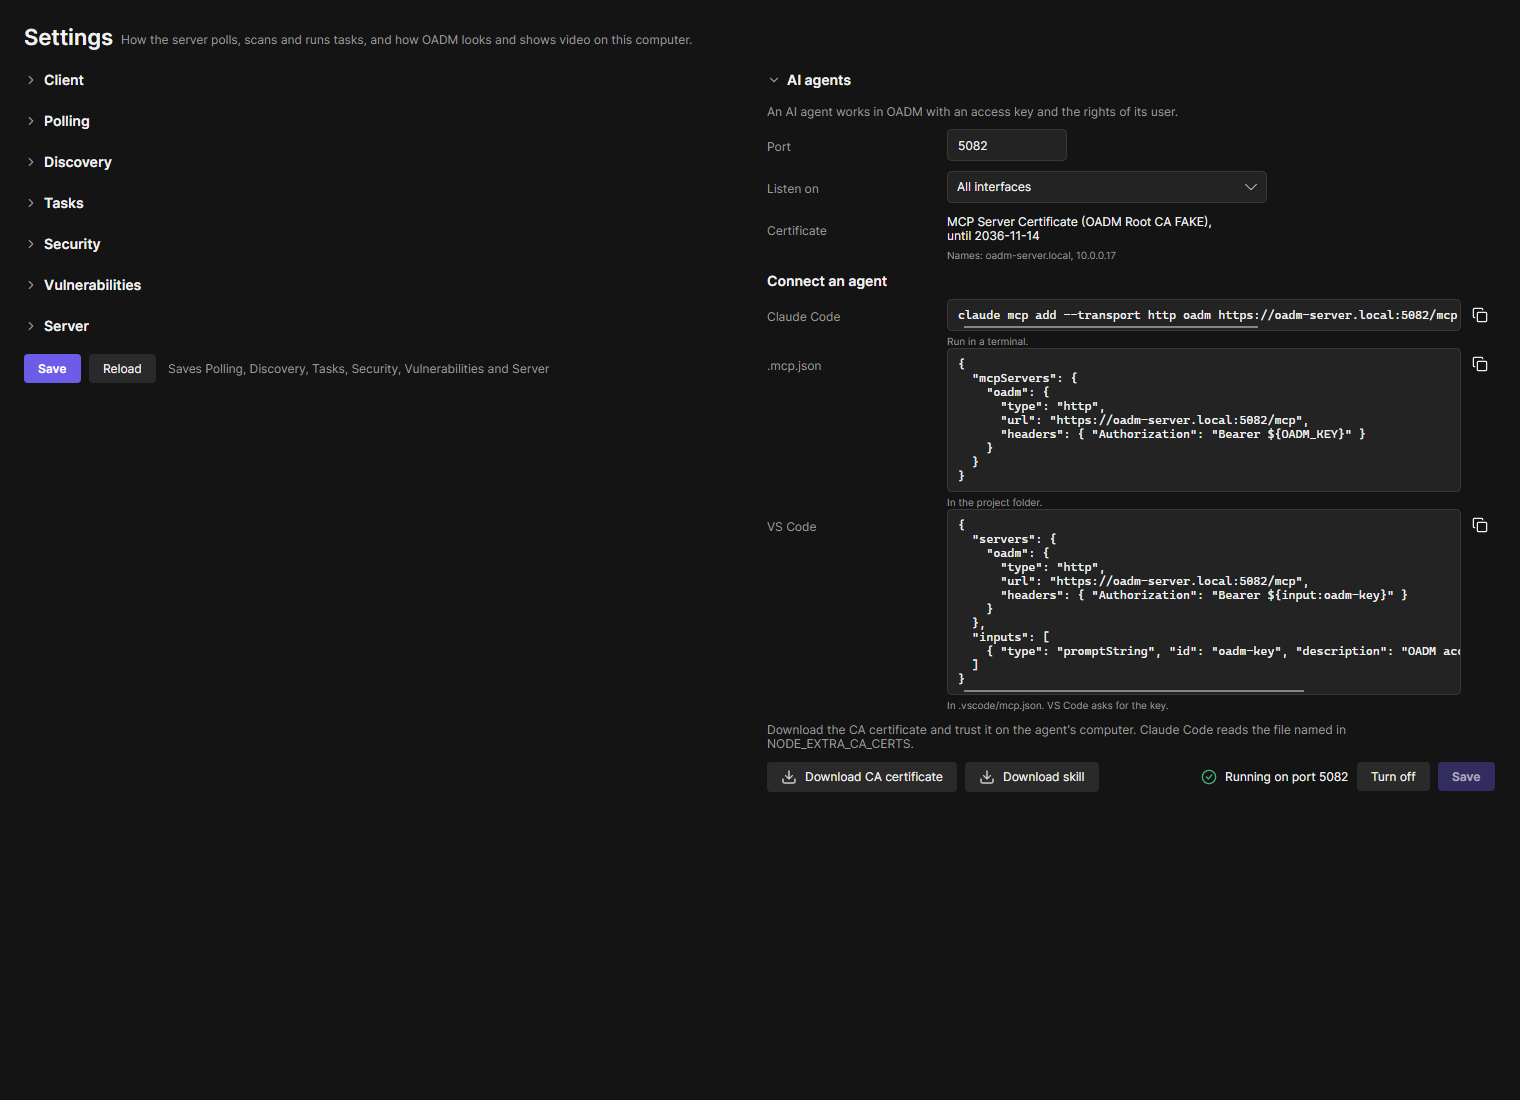 Settings How the server polls, scans and runs tasks, and how OADM looks and shows video on this computer.
Client
Polling
Discovery
Tasks
Security
Vulnerabilities
Server
Save Reload Saves Polling, Discovery, Tasks, Security, Vulnerabilities and Server
AI agents
An AI agent works in OADM with an access key and the rights of its user.
Port 5082
Listen on All interfaces
Certificate MCP Server Certificate (OADM Root CA FAKE),
until 2036-11-14
Names: oadm-server.local, 10.0.0.17
Connect an agent
Claude Code claude mcp add --transport http oadm https://oadm-server.local:5082/mcp
Run in a terminal.
.mcp.json {
"mcpServers": {
"oadm": {
"type": "http",
"url": "https://oadm-server.local:5082/mcp",
"headers": { "Authorization": "Bearer ${OADM_KEY}" }
}
}
}
In the project folder.
VS Code {
"servers": {
"oadm": {
"type": "http",
"url": "https://oadm-server.local:5082/mcp",
"headers": { "Authorization": "Bearer ${input:oadm-key}" }
}
},
"inputs": [
{ "type": "promptString", "id": "oadm-key", "description": "OADM
]
}
In .vscode/mcp.json. VS Code asks for the key.
Download the CA certificate and trust it on the agent's computer. Claude Code reads the file named in
NODE_EXTRA_CA_CERTS.
Download CA certificate Download skill Running on port 5082 Turn off Save